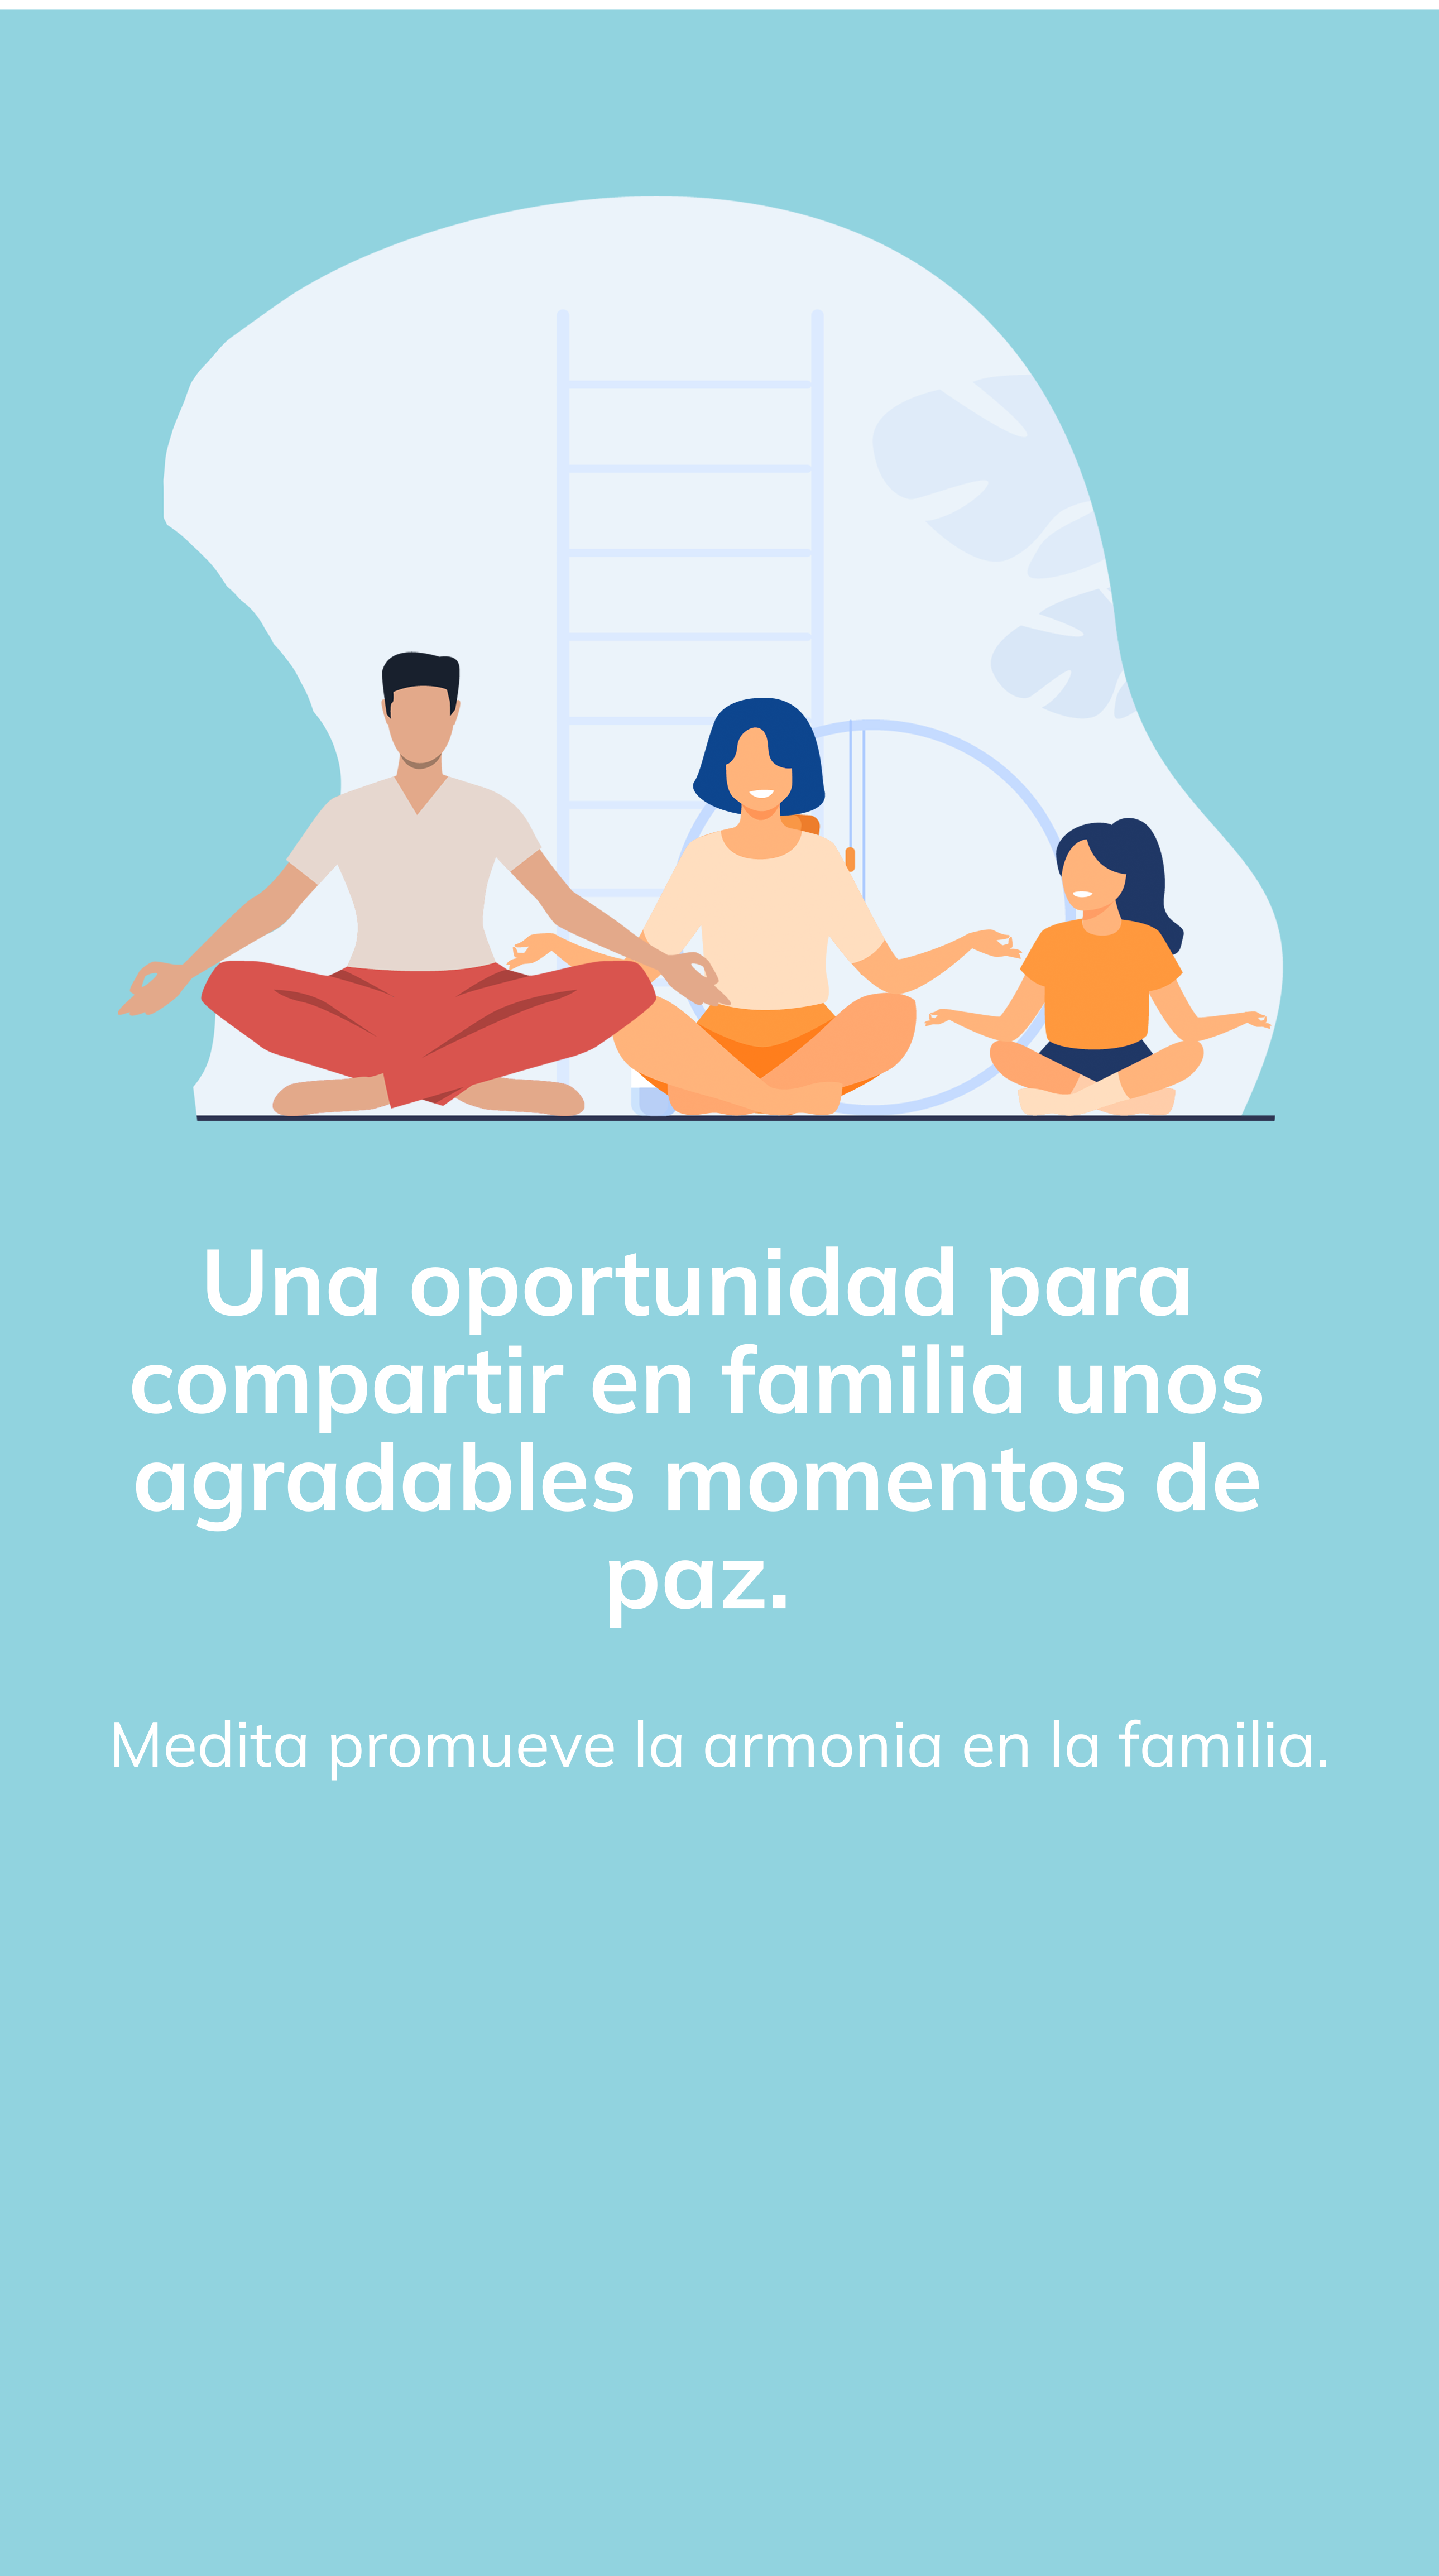 Una oportunidad para
compartir en familia unos
agradables momentos de
paz.
Medita promueve la armonia en la familia.